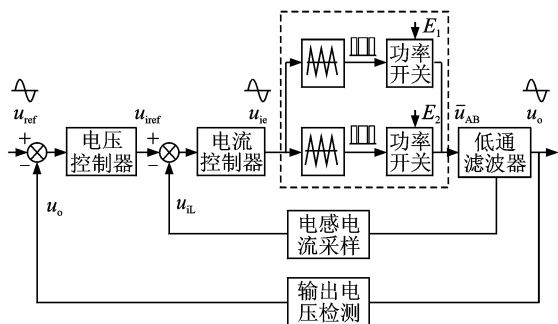 E₁
功率
开关
u_ref
u_iref
u_ie
E₂
ū_AB
u_o
+
−
电压
控制器
+
−
电流
控制器
功率
开关
低通
滤波器
u_o
u_iL
电感电
流采样
输出电
压检测